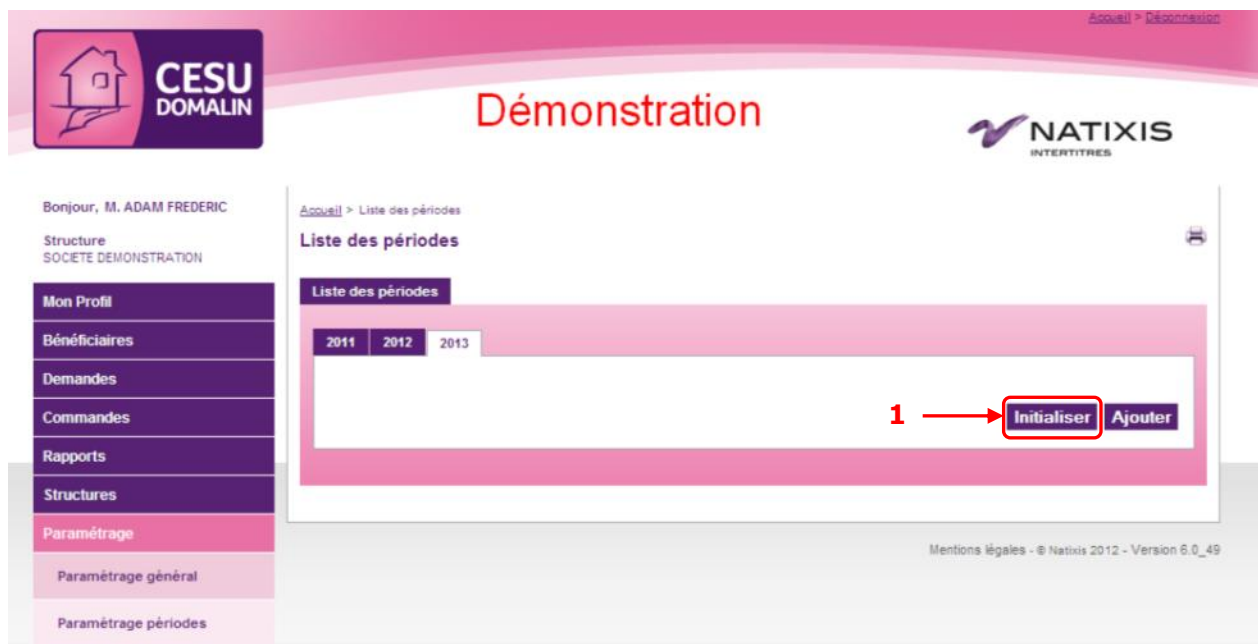 Accueil > Déconnexion
CESU
DOMALIN
Démonstration
NATIXIS
INTERTITRES
Bonjour, M. ADAM FREDERIC
Structure
SOCIETE DEMONSTRATION
Mon Profil
Bénéficiaires
Demandes
Commandes
Rapports
Structures
Paramétrage
Paramétrage général
Paramétrage périodes
Accueil > Liste des périodes
Liste des périodes
Liste des périodes
2011 2012 2013
1 Initialiser Ajouter
Mentions légales - © Natixis 2012 - Version 6.0_49